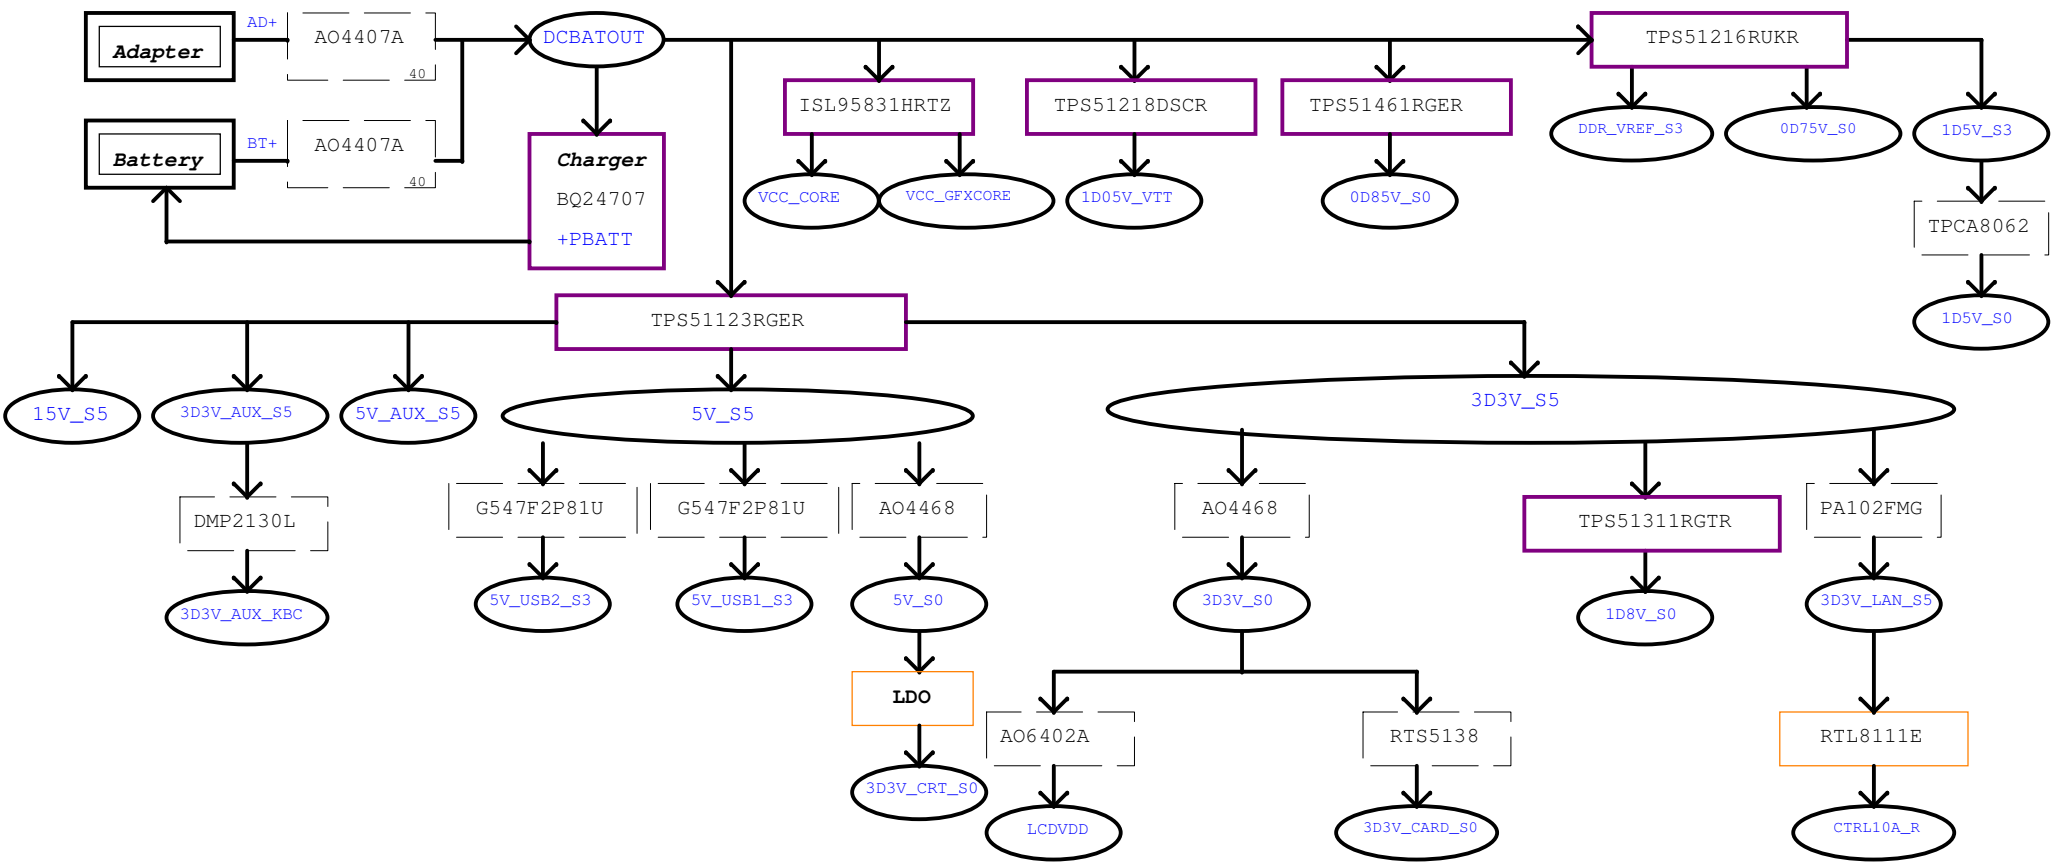 AD+
Adapter
AO4407A
40
DCBATOUT
TPS51216RUKR
BT+
Battery
AO4407A
40
Charger
BQ24707
+PBATT
ISL95831HRTZ
TPS51218DSCR
TPS51461RGER
DDR_VREF_S3
0D75V_S0
1D5V_S3
VCC_CORE
VCC_GFXCORE
1D05V_VTT
0D85V_S0
TPCA8062
1D5V_S0
TPS51123RGER
15V_S5
3D3V_AUX_S5
5V_AUX_S5
5V_S5
3D3V_S5
DMP2130L
G547F2P81U
G547F2P81U
AO4468
AO4468
TPS51311RGTR
PA102FMG
3D3V_AUX_KBC
5V_USB2_S3
5V_USB1_S3
5V_S0
3D3V_S0
1D8V_S0
3D3V_LAN_S5
LDO
AO6402A
RTS5138
RTL8111E
3D3V_CRT_S0
LCDVDD
3D3V_CARD_S0
CTRL10A_R